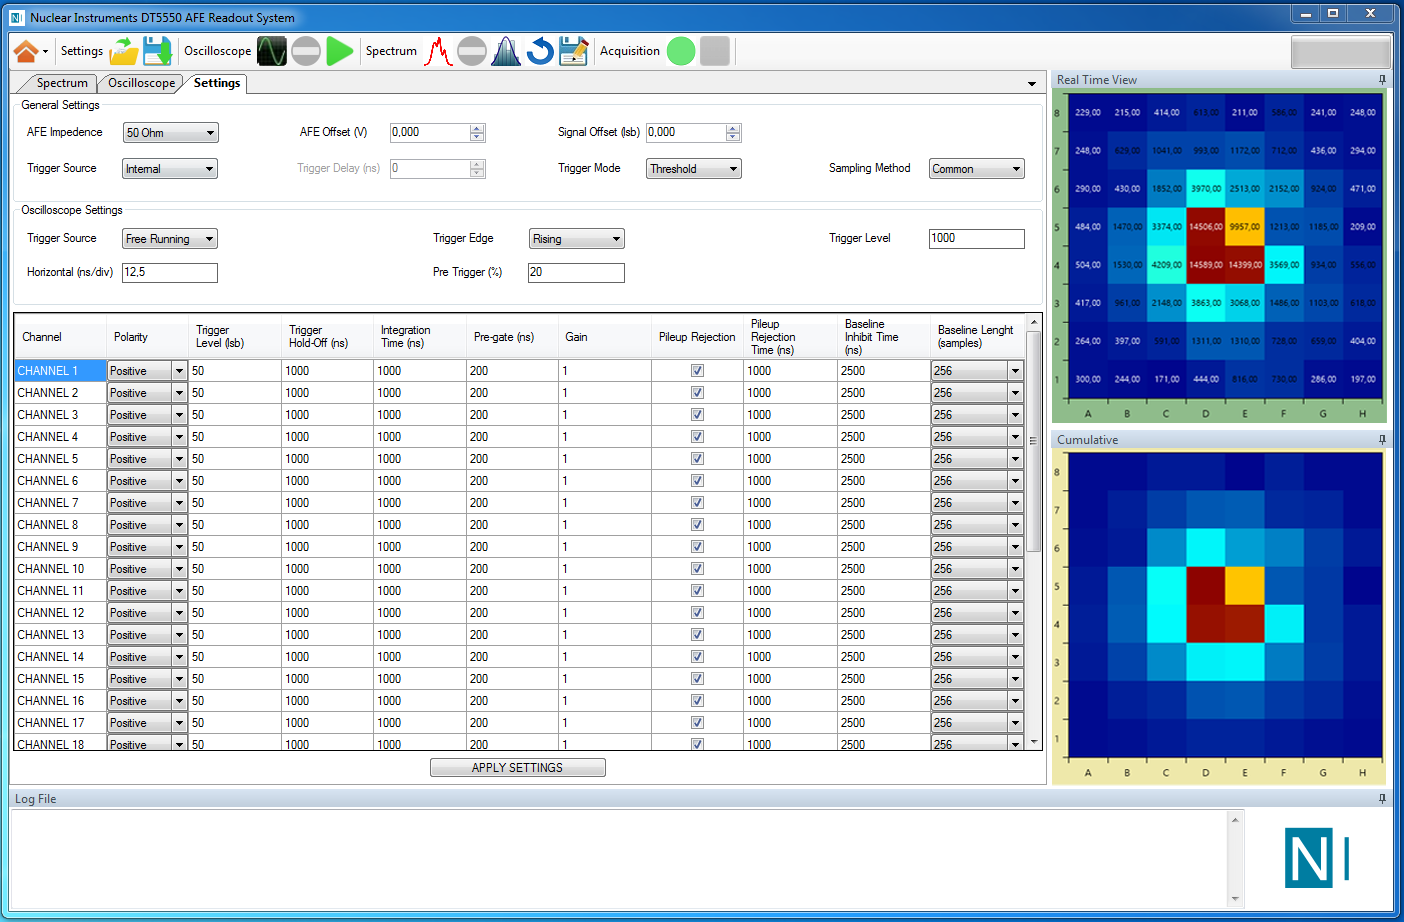 Nuclear Instruments DT5550 AFE Readout System
Settings Oscilloscope Spectrum Acquisition
Spectrum Oscilloscope Settings
General Settings
AFE Impedence 50 Ohm AFE Offset (V) 0,000 Signal Offset (lsb) 0,000
Trigger Source Internal Trigger Delay (ns) 0 Trigger Mode Threshold Sampling Method Common
Oscilloscope Settings
Trigger Source Free Running Trigger Edge Rising Trigger Level 1000
Horizontal (ns/div) 12,5 Pre Trigger (%) 20
Channel Polarity Trigger Level (lsb) Trigger Hold-Off (ns) Integration Time (ns) Pre-gate (ns) Gain Pileup Rejection Pileup Rejection Time (ns) Baseline Inhibit Time (ns) Baseline Lenght (samples)
CHANNEL 1 Positive 50 1000 1000 200 1 1000 2500 256
CHANNEL 2 Positive 50 1000 1000 200 1 1000 2500 256
CHANNEL 3 Positive 50 1000 1000 200 1 1000 2500 256
CHANNEL 4 Positive 50 1000 1000 200 1 1000 2500 256
CHANNEL 5 Positive 50 1000 1000 200 1 1000 2500 256
CHANNEL 6 Positive 50 1000 1000 200 1 1000 2500 256
CHANNEL 7 Positive 50 1000 1000 200 1 1000 2500 256
CHANNEL 8 Positive 50 1000 1000 200 1 1000 2500 256
CHANNEL 9 Positive 50 1000 1000 200 1 1000 2500 256
CHANNEL 10 Positive 50 1000 1000 200 1 1000 2500 256
CHANNEL 11 Positive 50 1000 1000 200 1 1000 2500 256
CHANNEL 12 Positive 50 1000 1000 200 1 1000 2500 256
CHANNEL 13 Positive 50 1000 1000 200 1 1000 2500 256
CHANNEL 14 Positive 50 1000 1000 200 1 1000 2500 256
CHANNEL 15 Positive 50 1000 1000 200 1 1000 2500 256
CHANNEL 16 Positive 50 1000 1000 200 1 1000 2500 256
CHANNEL 17 Positive 50 1000 1000 200 1 1000 2500 256
CHANNEL 18 Positive 50 1000 1000 200 1 1000 2500 256
APPLY SETTINGS
Real Time View
8 229,00 215,00 414,00 613,00 211,00 586,00 241,00 248,00
7 248,00 629,00 1041,00 993,00 1172,00 712,00 436,00 294,00
6 290,00 430,00 1852,00 3970,00 2513,00 2152,00 924,00 471,00
5 484,00 1470,00 3374,00 14506,00 9957,00 1213,00 1185,00 209,00
4 504,00 1530,00 4209,00 14589,00 14399,00 3569,00 934,00 556,00
3 417,00 961,00 2148,00 3863,00 3068,00 1486,00 1103,00 618,00
2 264,00 397,00 591,00 1311,00 1310,00 728,00 659,00 404,00
1 300,00 244,00 171,00 444,00 816,00 730,00 286,00 197,00
A B C D E F G H
Cumulative
8
7
6
5
4
3
2
1
A B C D E F G H
Log File
N I